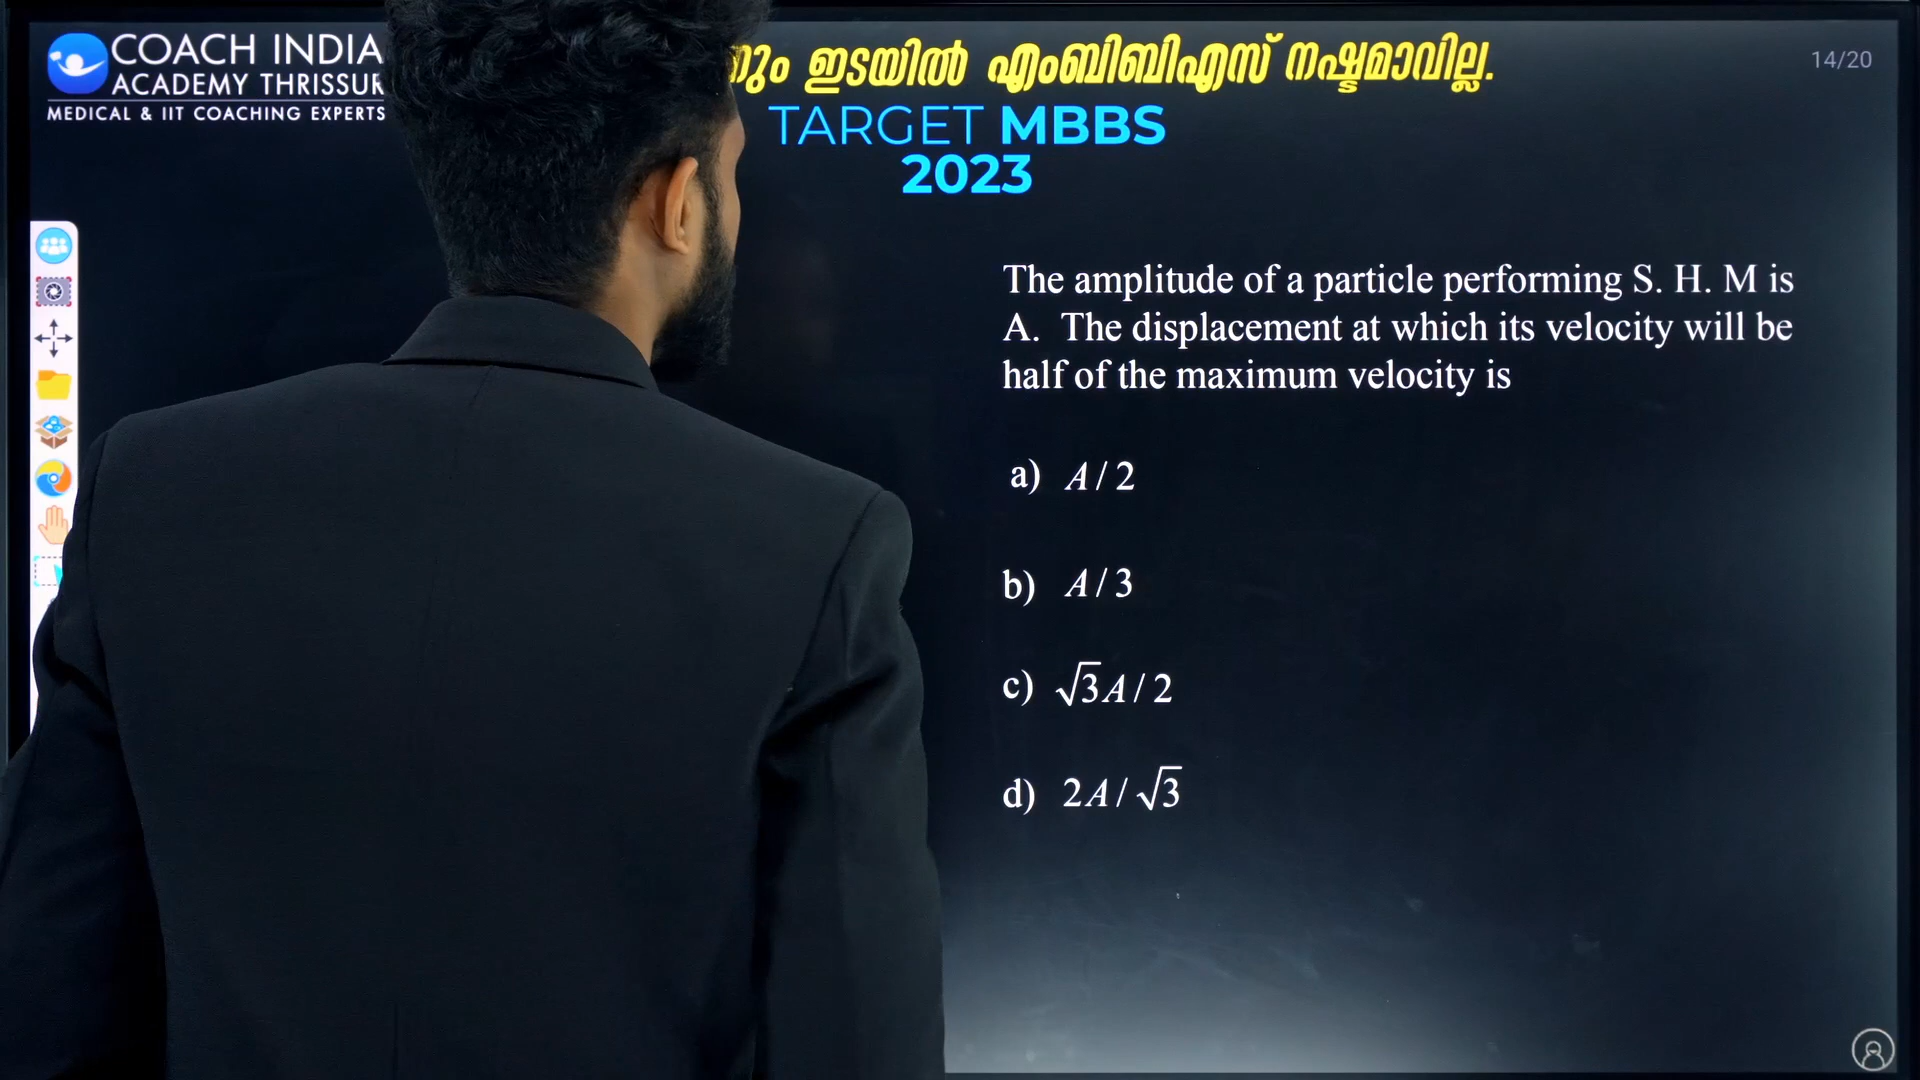 COACH INDIA
ACADEMY THRISSUR
MEDICAL & IIT COACHING EXPERTS
ഇടയിൽ എംബിബിഎസ് നഷ്ടമാവില്ല.
TARGET MBBS
2023
14/20
The amplitude of a particle performing S. H. M is
A. The displacement at which its velocity will be
half of the maximum velocity is
a) A/2
b) A/3
c) √3A/2
d) 2A/√3